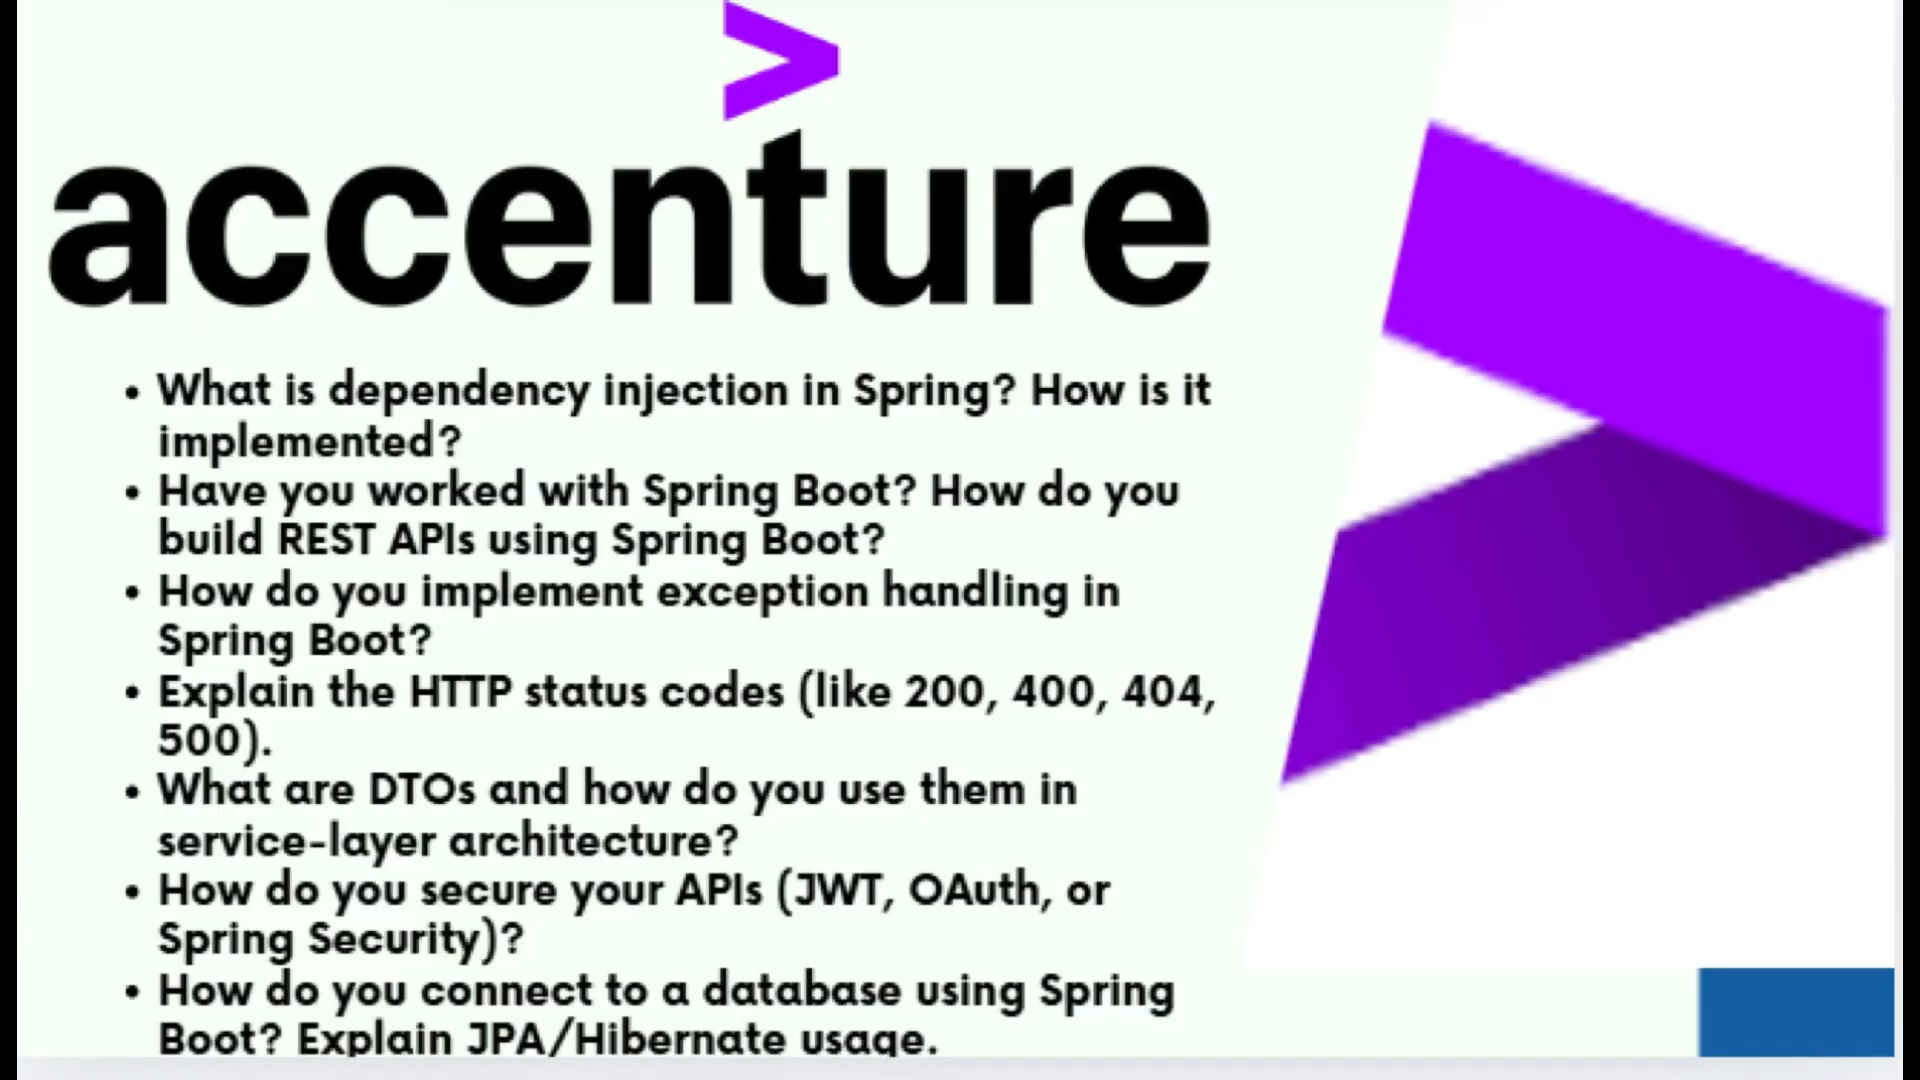 >
accenture
• What is dependency injection in Spring? How is it
implemented?
• Have you worked with Spring Boot? How do you
build REST APIs using Spring Boot?
• How do you implement exception handling in
Spring Boot?
• Explain the HTTP status codes (like 200, 400, 404,
500).
• What are DTOs and how do you use them in
service-layer architecture?
• How do you secure your APIs (JWT, OAuth, or
Spring Security)?
• How do you connect to a database using Spring
Boot? Explain JPA/Hibernate usage.